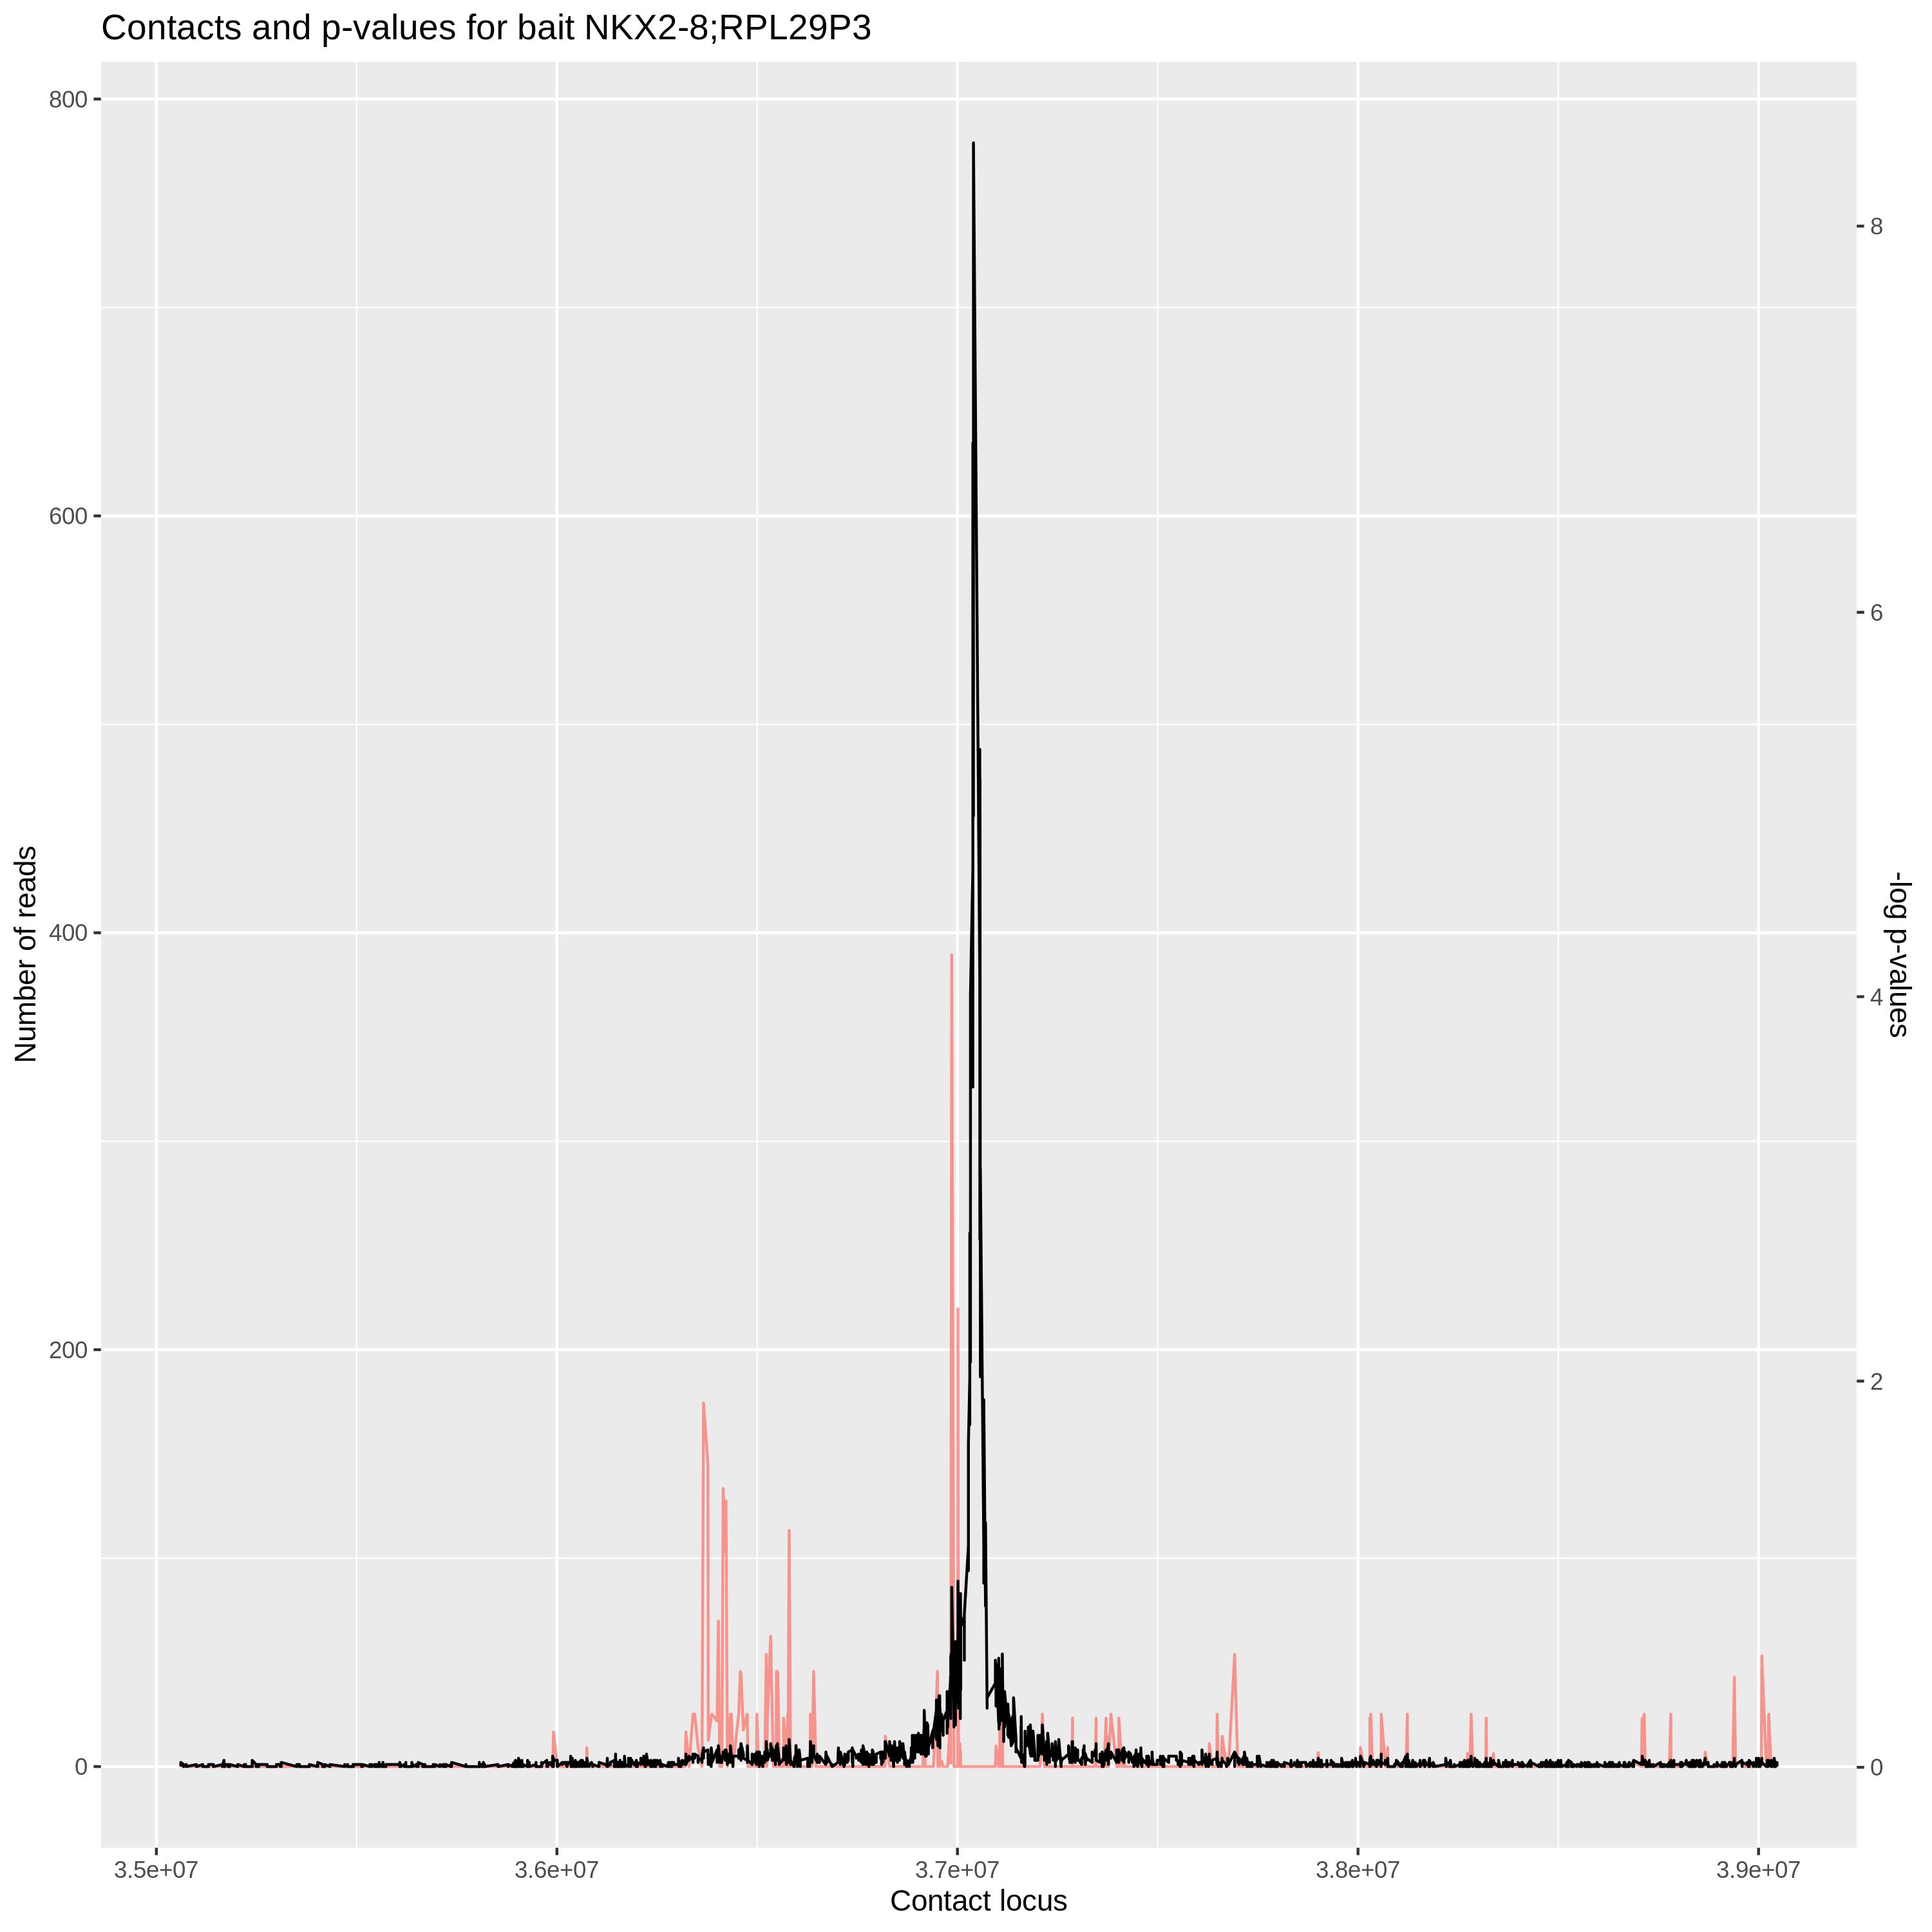 Contacts and p-values for bait NKX2-8;RPL29P3
800
600
400
200
0
Number of reads
8
6
4
2
0
-log p-values
3.5e+07 3.6e+07 3.7e+07 3.8e+07 3.9e+07
Contact locus